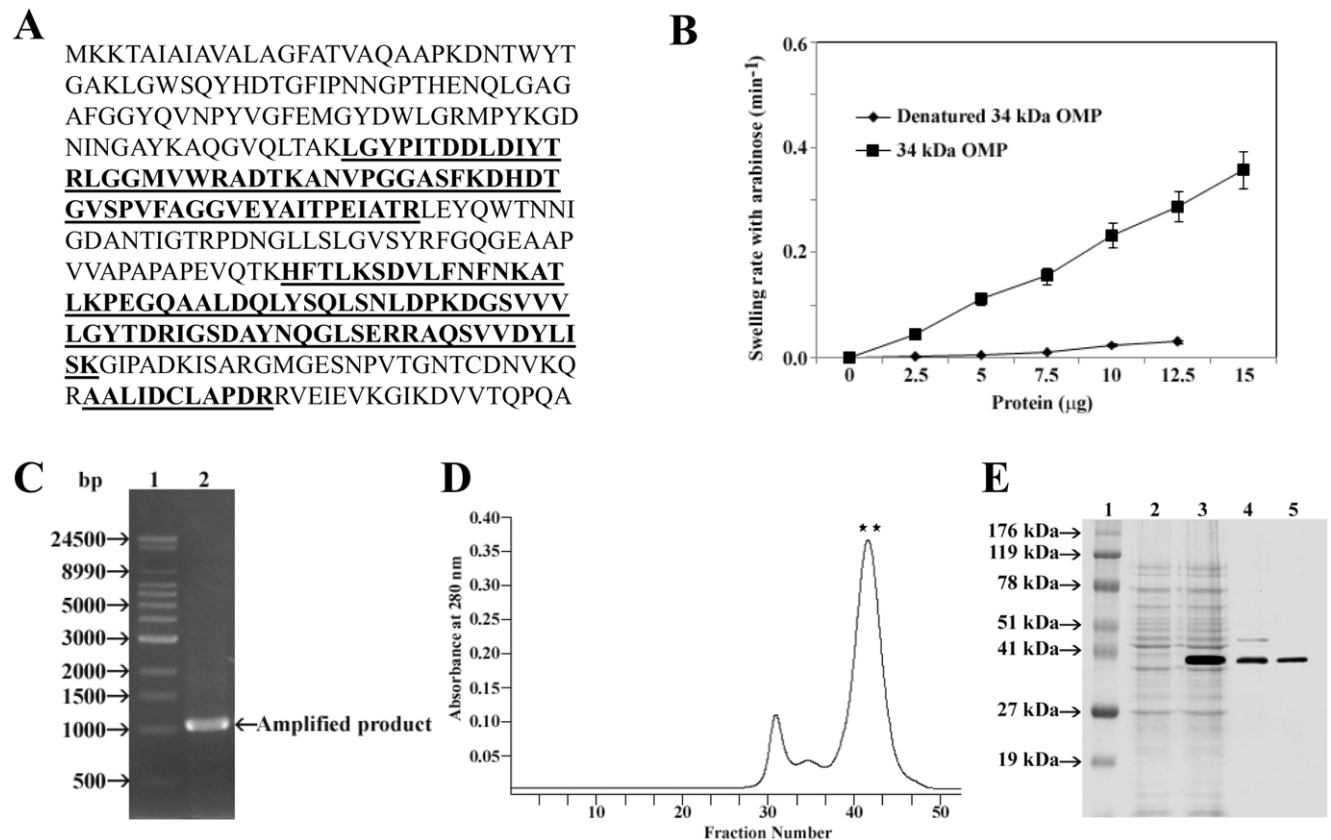 A
MKKTAIAIAVALAGFATVAQAAPKDNTWYT
GAKLGWSQYHDTGFIPNNGPTHENQLGAG
AFGGYQVNPYVGFEMGYDWLGRMPYKGD
NINGAYKAQGVQLTAKLGYPITDDLDIYT
RLGGMVWRADTKANVPGGASFKDHDT
GVSPVFAGGVEYAITPEIATRLEYQWTNNI
GDANTIGTRPDNGLLSLGVSYRFGQGEAAP
VVAPAPAPEVQTKHFTLKSDVLFNFNKAT
LKPEGQAALDQLYSQLSNLDPKDGSVVV
LGYTDRIGSDAYNQGLSERRAQSVVDYLI
SKGIPADKISARGMGESNPVTGNTCDNVKQ
RAALIDCLAPDRRVEIEVKGIKDVVTQPQA
B
Swelling rate with arabinose (min-1)
0.6
0.4
0.2
0.0
Denatured 34 kDa OMP
34 kDa OMP
0 2.5 5 7.5 10 12.5 15
Protein (μg)
C
bp 1 2
24500
8990
5000
3000
2000
1500
1000
500
Amplified product
D
Absorbance at 280 nm
0.40
0.35
0.30
0.25
0.20
0.15
0.10
0.05
10 20 30 40 50
Fraction Number
E
1 2 3 4 5
176 kDa
119 kDa
78 kDa
51 kDa
41 kDa
27 kDa
19 kDa